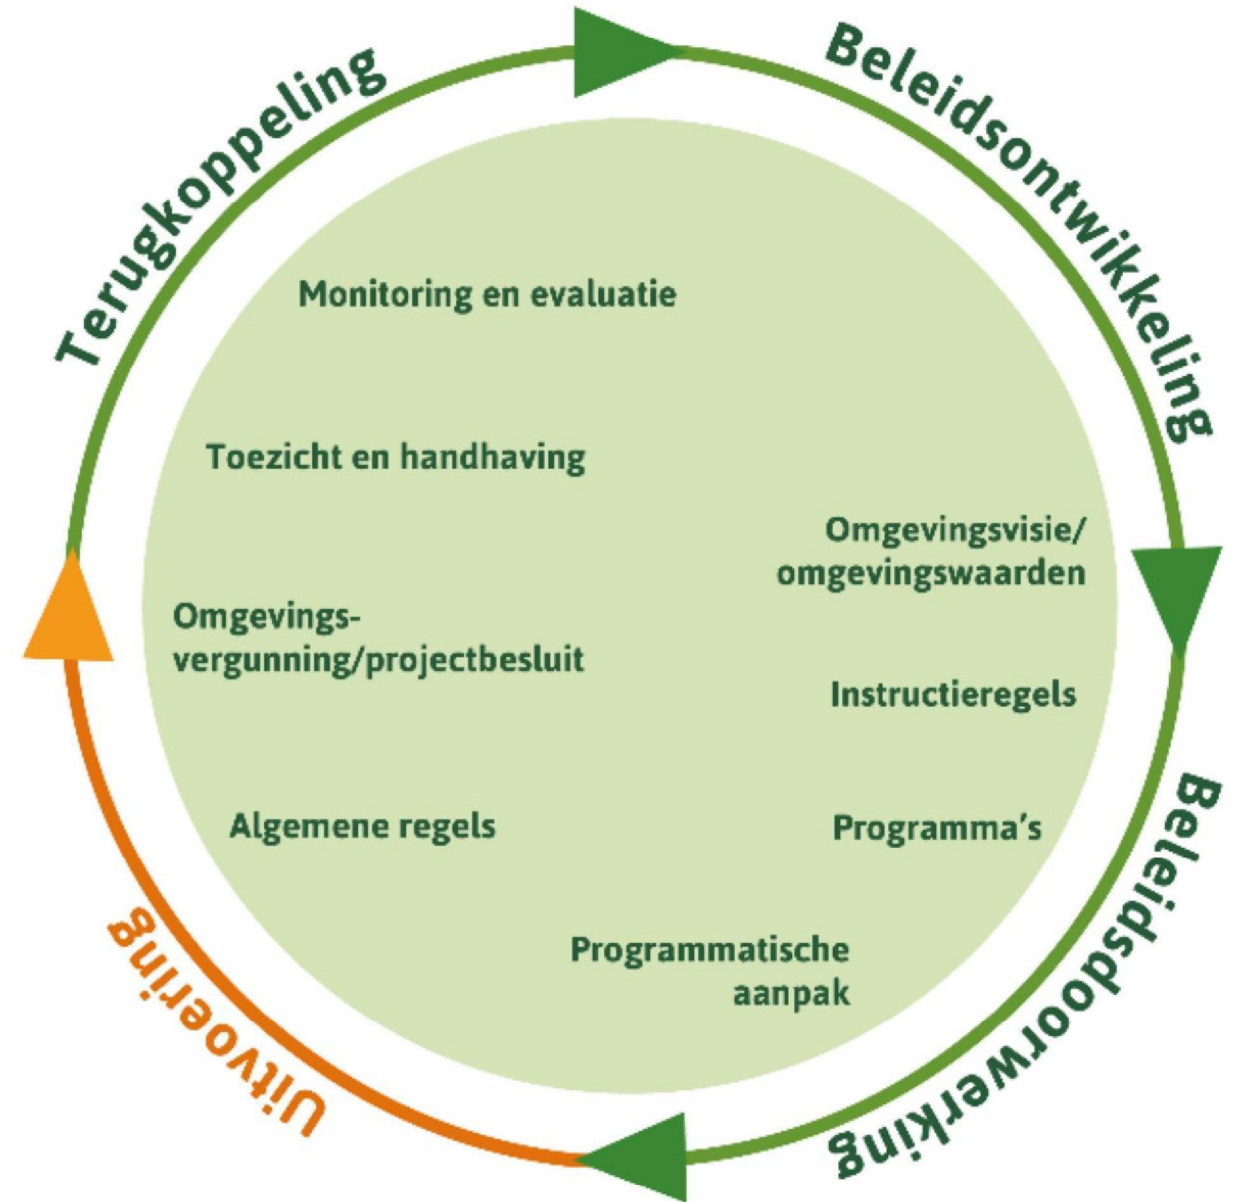 Terugkoppeling
Beleidsontwikkeling
Monitoring en evaluatie
Toezicht en handhaving
Omgevingsvisie/
omgevingswaarden
Omgevings-
vergunning/projectbesluit
Instructieregels
Algemene regels
Programma's
Programmatische
aanpak
Uitvoering
Beleidsdoorwerking